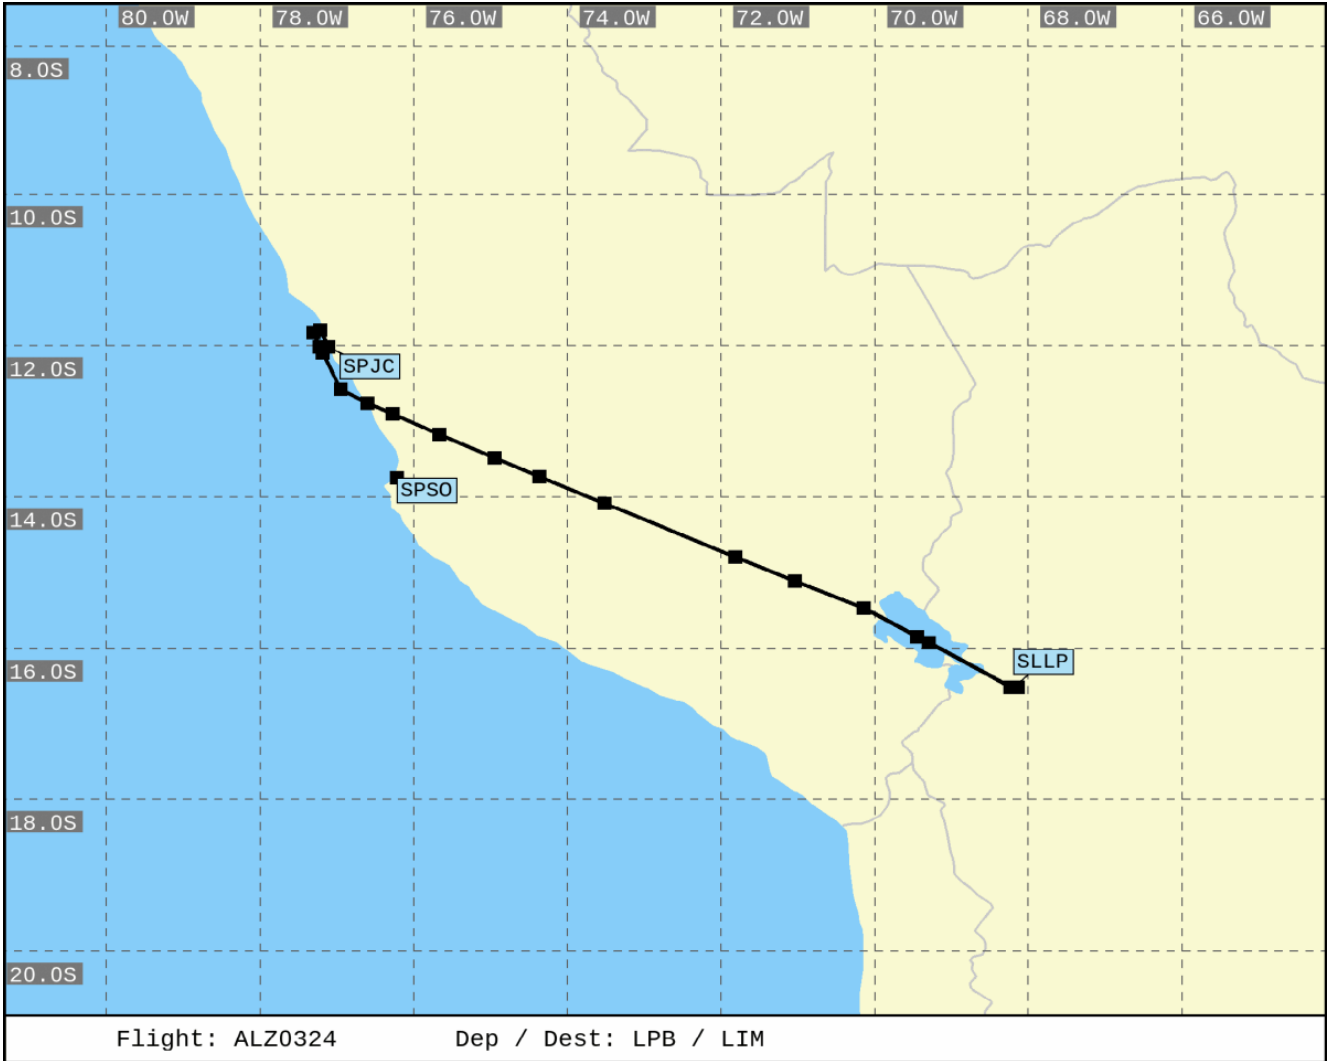 80.0W 78.0W 76.0W 74.0W 72.0W 70.0W 68.0W 66.0W
8.0S
10.0S
12.0S
SPJC
SPSO
14.0S
SLLP
16.0S
18.0S
20.0S
Flight: ALZ0324 Dep / Dest: LPB / LIM